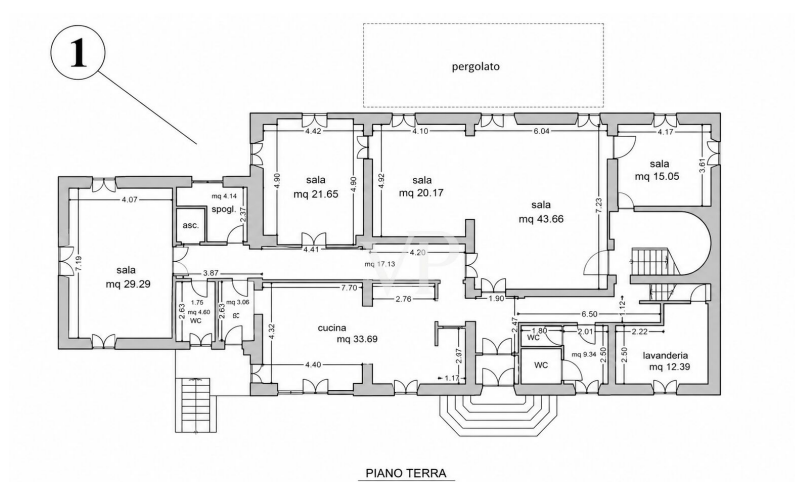 1
pergolato
4.42
4.10
6.04
4.17
sala
mq 21.65
4.90
4.90
4.92
sala
mq 20.17
sala
mq 43.66
7.23
sala
mq 15.05
3.61
4.07
mq 4.14
spogl.
2.37
asc.
7.19
sala
mq 29.29
4.41
4.20
mq 17.13
VP
3.87
7.70
2.76
1.90
6.50
1.12
2.63
1.75
mq 4.60
WC
2.63
mq 3.06
4.32
cucina
mq 33.69
2.47
WC
1.80
2.01
2.22
WC
mq 9.34
2.50
2.50
lavanderia
mq 12.39
4.40
2.97
1.17
PIANO TERRA